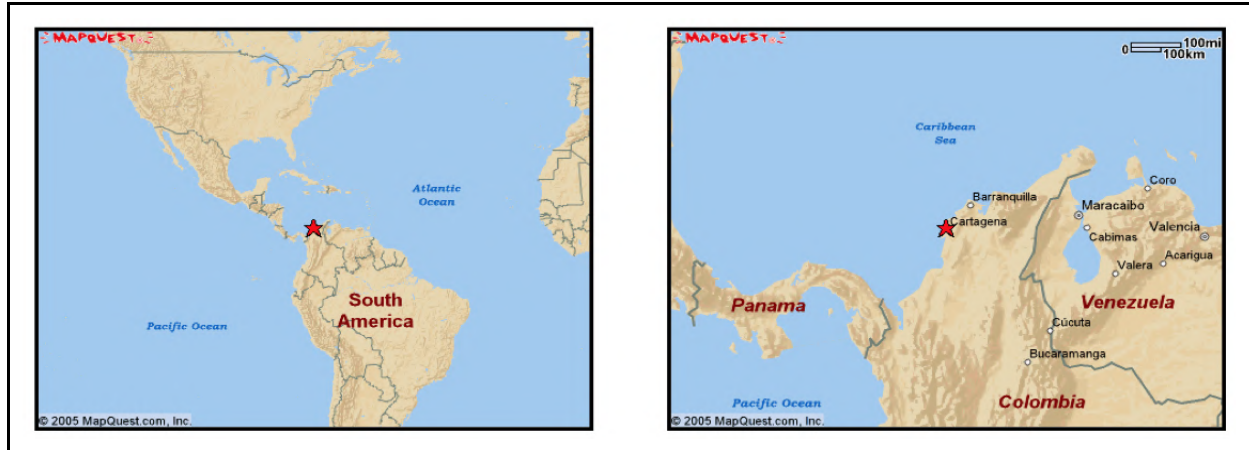 MAPQUEST
Atlantic
Ocean
South
America
Pacific Ocean
© 2005 MapQuest.com, Inc.
MAPQUEST
0 100mi
100km
Caribbean
Sea
Coro
Barranquilla
Maracaibo
Cartagena
Cabimas
Valencia
Acarigua
Valera
Panama
Venezuela
Cúcuta
Bucaramanga
Pacific Ocean
Colombia
© 2005 MapQuest.com, Inc.